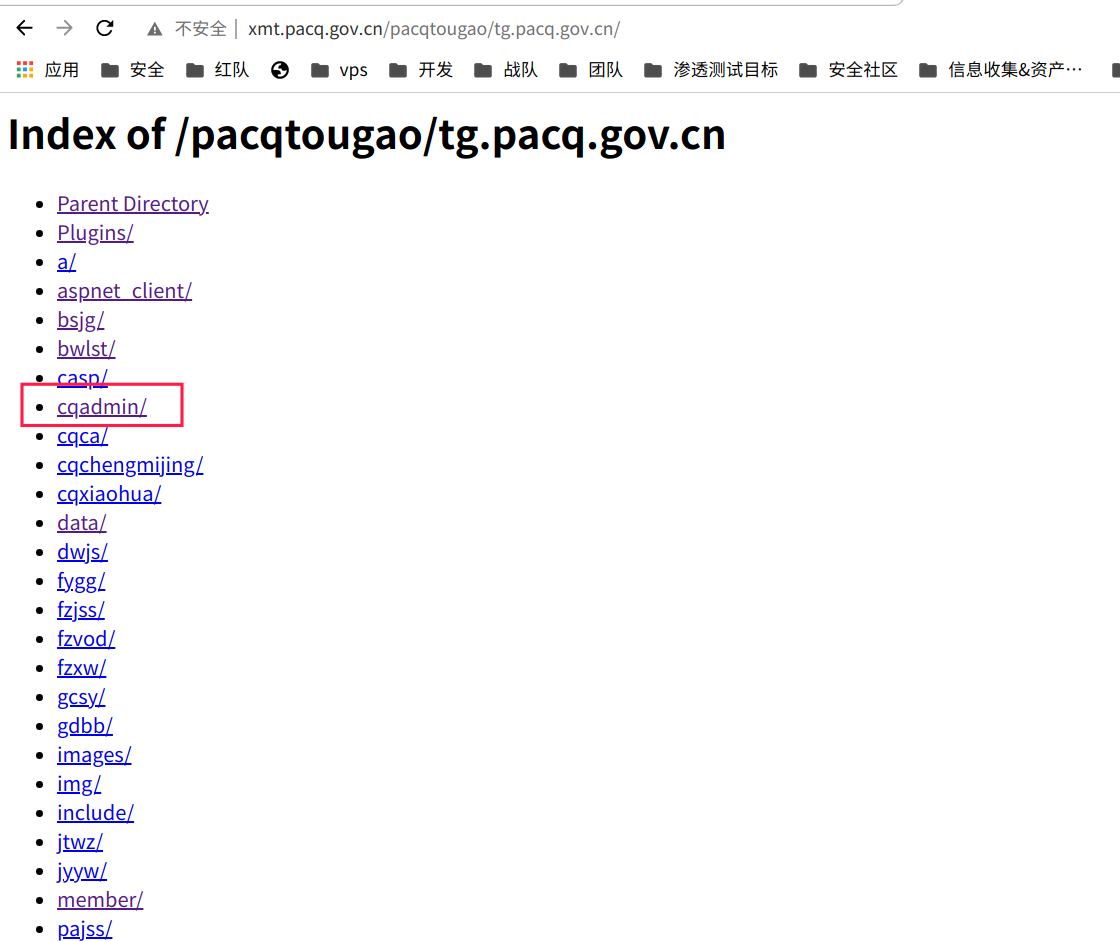 不安全 | xmt.pacq.gov.cn/pacqtougao/tg.pacq.gov.cn/
应用 安全 红队 vps 开发 战队 团队 渗透测试目标 安全社区 信息收集&资产…
Index of /pacqtougao/tg.pacq.gov.cn
Parent Directory
Plugins/
a/
aspnet_client/
bsjg/
bwlst/
casp/
cqadmin/
cqca/
cqchengmijing/
cqxiaohua/
data/
dwjs/
fygg/
fzjss/
fzvod/
fzxw/
gcsy/
gdbb/
images/
img/
include/
jtwz/
jyyw/
member/
pajss/